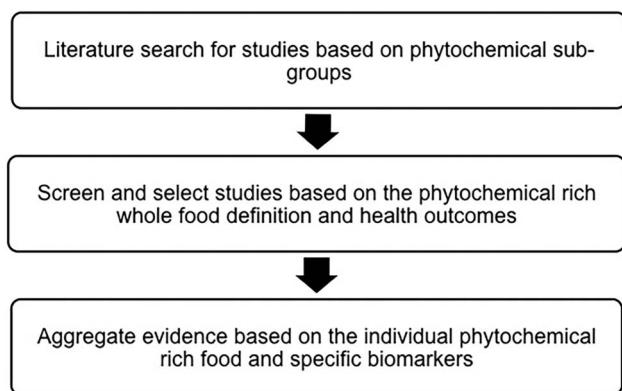 Literature search for studies based on phytochemical sub-
groups
Screen and select studies based on the phytochemical rich
whole food definition and health outcomes
Aggregate evidence based on the individual phytochemical
rich food and specific biomarkers